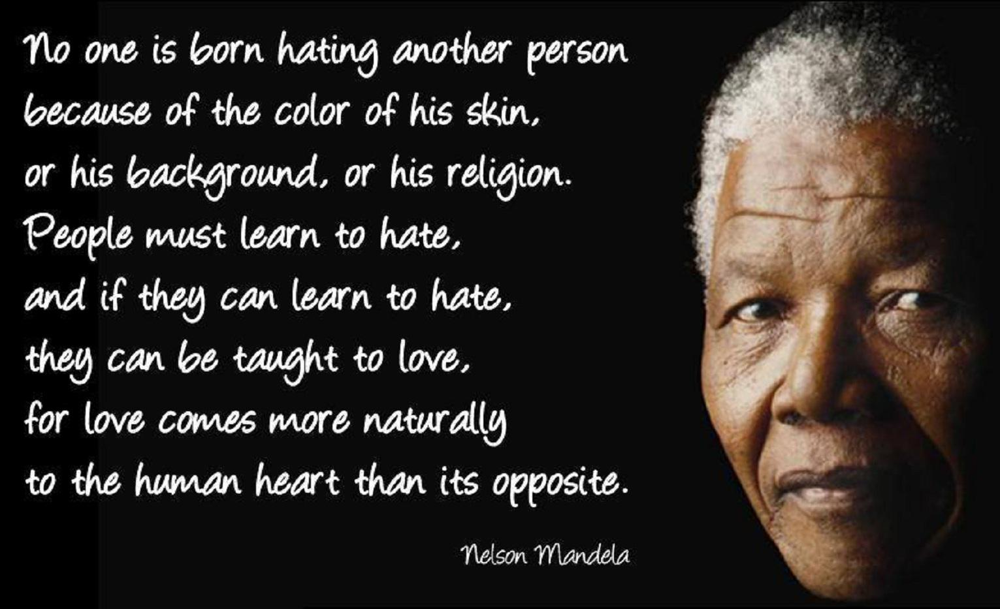 No one is born hating another person
because of the color of his skin,
or his background, or his religion.
People must learn to hate,
and if they can learn to hate,
they can be taught to love,
for love comes more naturally
to the human heart than its opposite.
Nelson Mandela